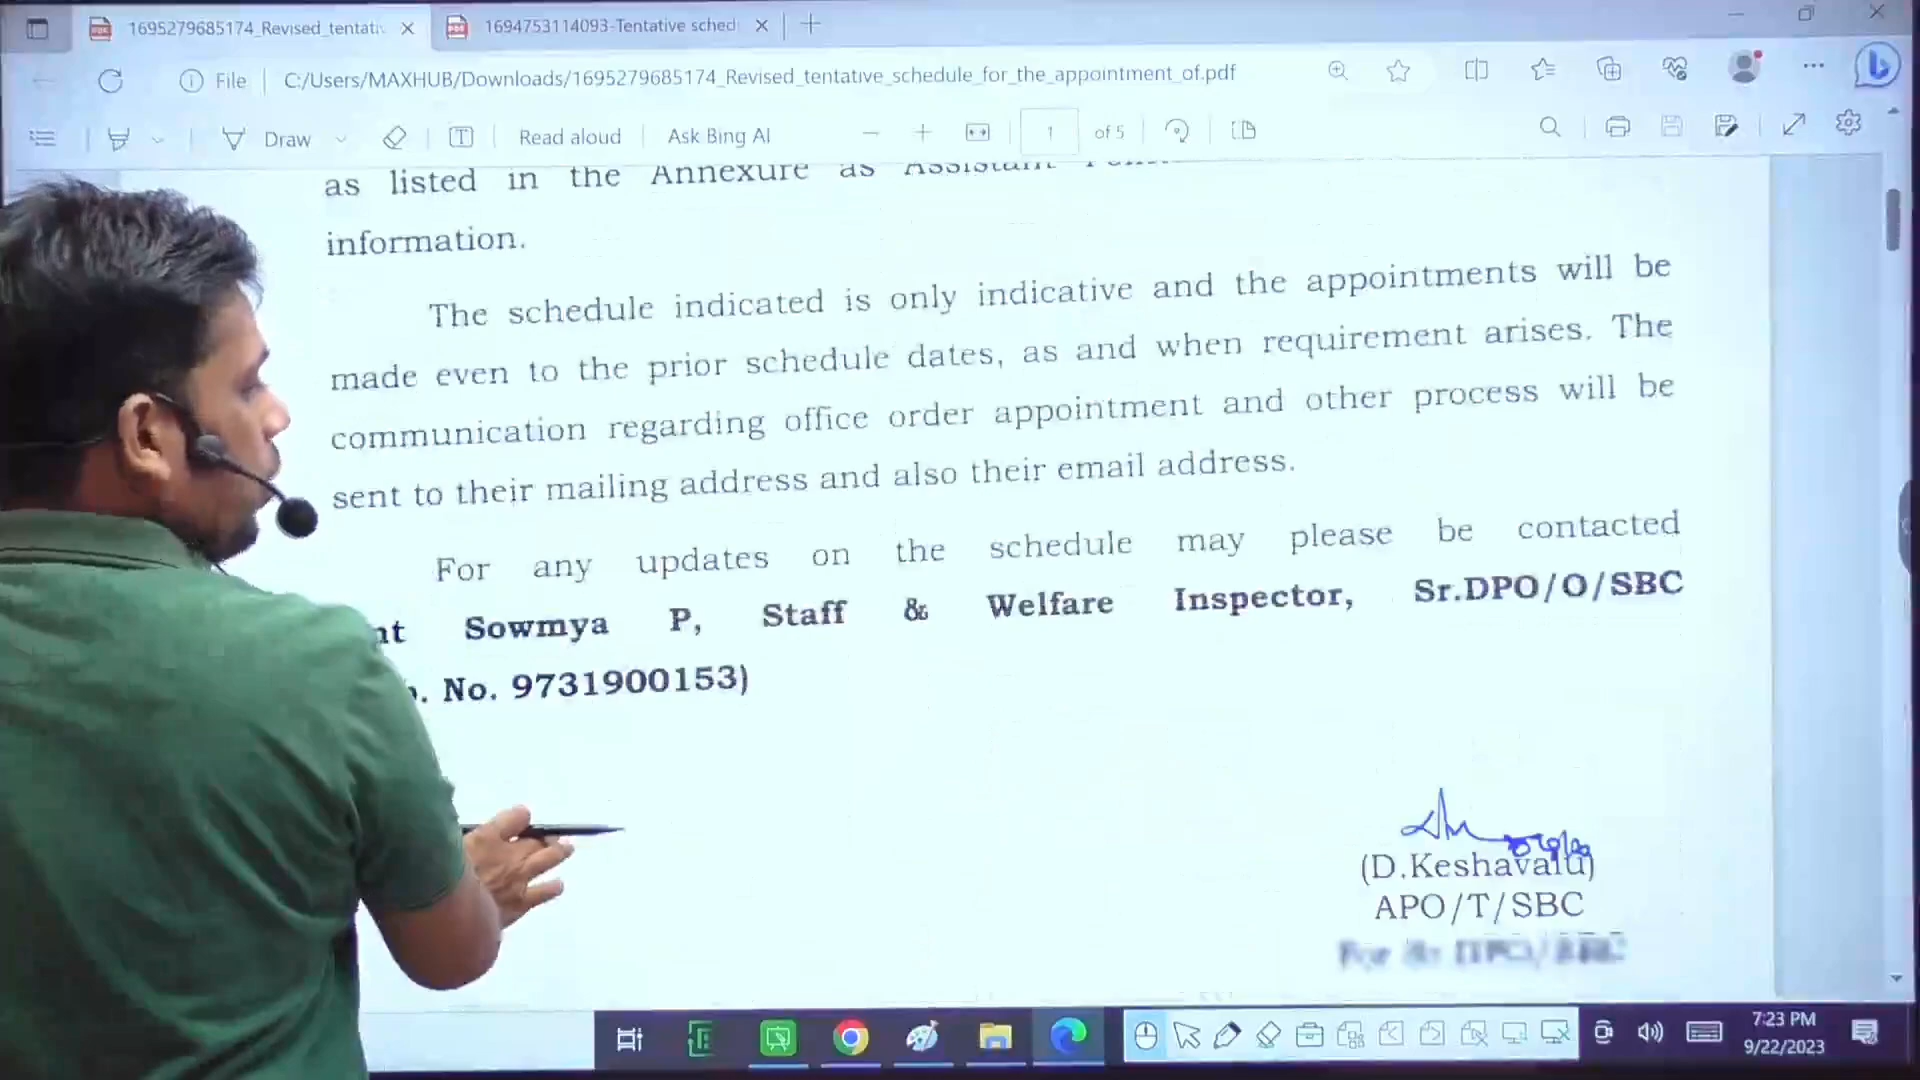 1695279685174_Revised_tentati
1694753114093-Tentative sched
File
C:/Users/MAXHUB/Downloads/1695279685174_Revised_tentative_schedule_for_the_appointment_of.pdf
Draw
Read aloud
Ask Bing AI
1 of 5
as listed in the Annexure as Assistant
information.
The schedule indicated is only indicative and the appointments will be
made even to the prior schedule dates, as and when requirement arises. The
communication regarding office order appointment and other process will be
sent to their mailing address and also their email address.
For any updates on the schedule may please be contacted
Sowmya P, Staff & Welfare Inspector, Sr.DPO/O/SBC
No. 9731900153)
(D.Keshavalu)
APO/T/SBC
7:23 PM
9/22/2023